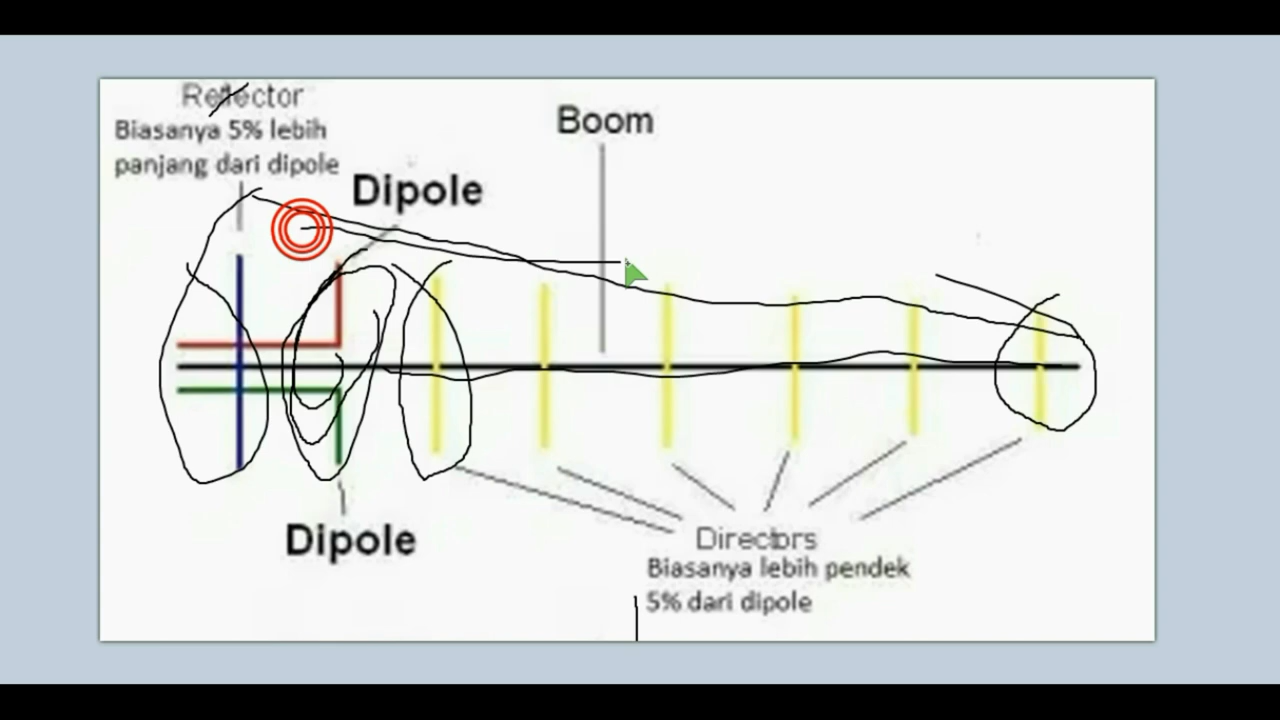 Reflector
Biasanya 5% lebih
panjang dari dipole
Boom
Dipole
Dipole
Directors
Biasanya lebih pendek
5% dari dipole